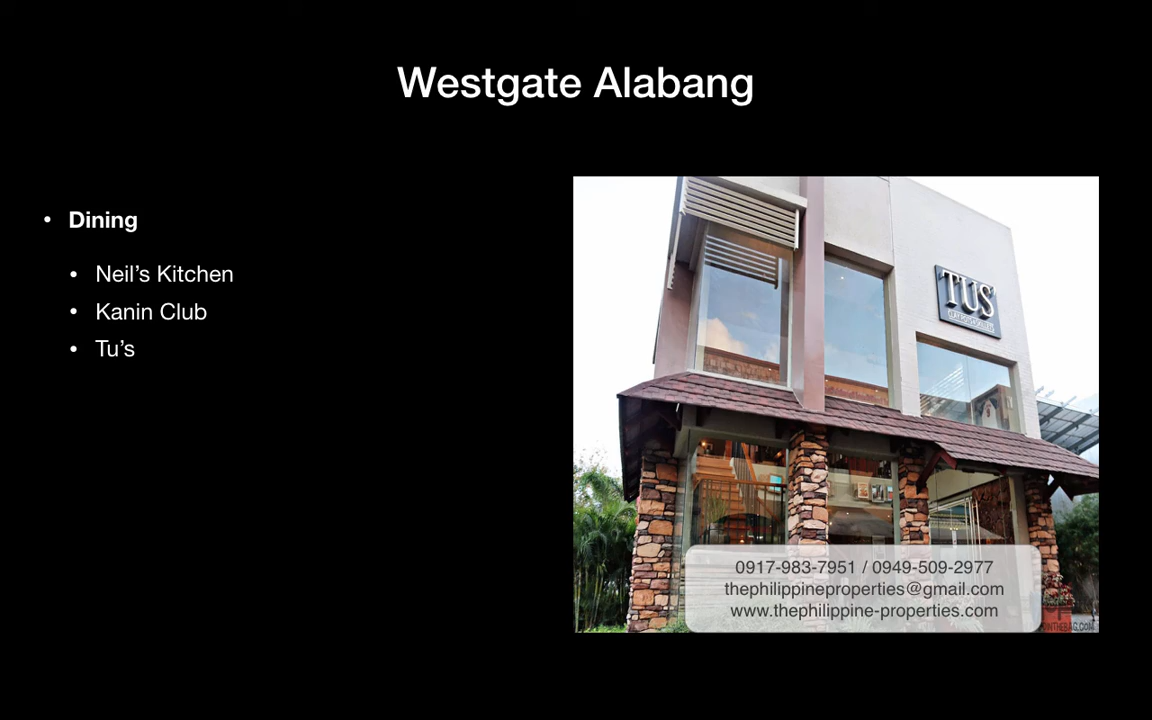 Westgate Alabang
• Dining
• Neil’s Kitchen
• Kanin Club
• Tu’s
TUS
0917-983-7951 / 0949-509-2977
thephilippineproperties@gmail.com
www.thephilippine-properties.com